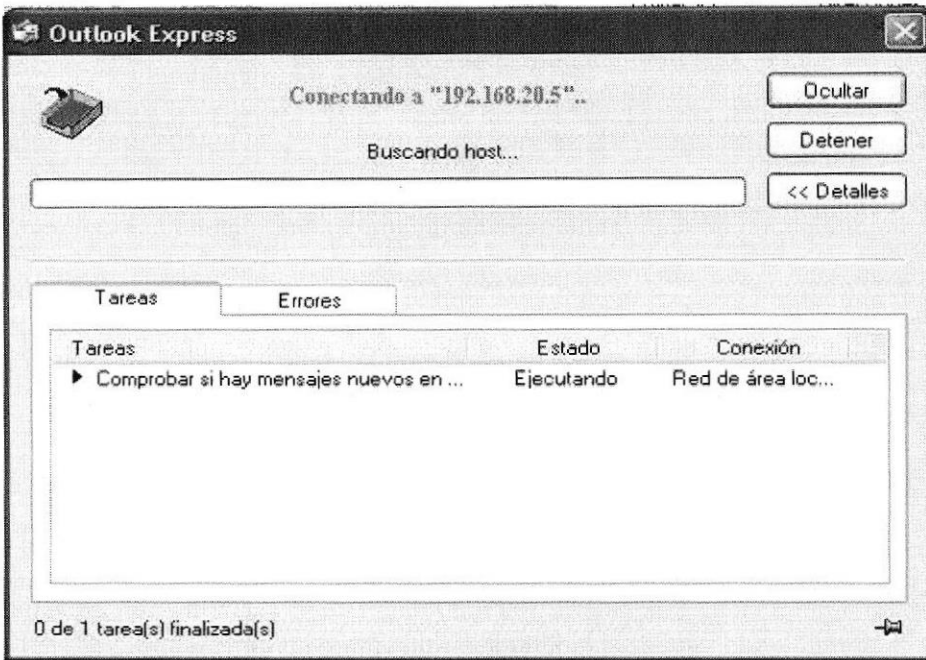 Outlook Express
Conectando a "192.168.20.5"..
Ocultar
Buscando host...
Detener
<< Detalles
Tareas Errores
Tareas Estado Conexión
Comprobar si hay mensajes nuevos en ... Ejecutando Red de área loc...
0 de 1 tarea(s) finalizada(s)